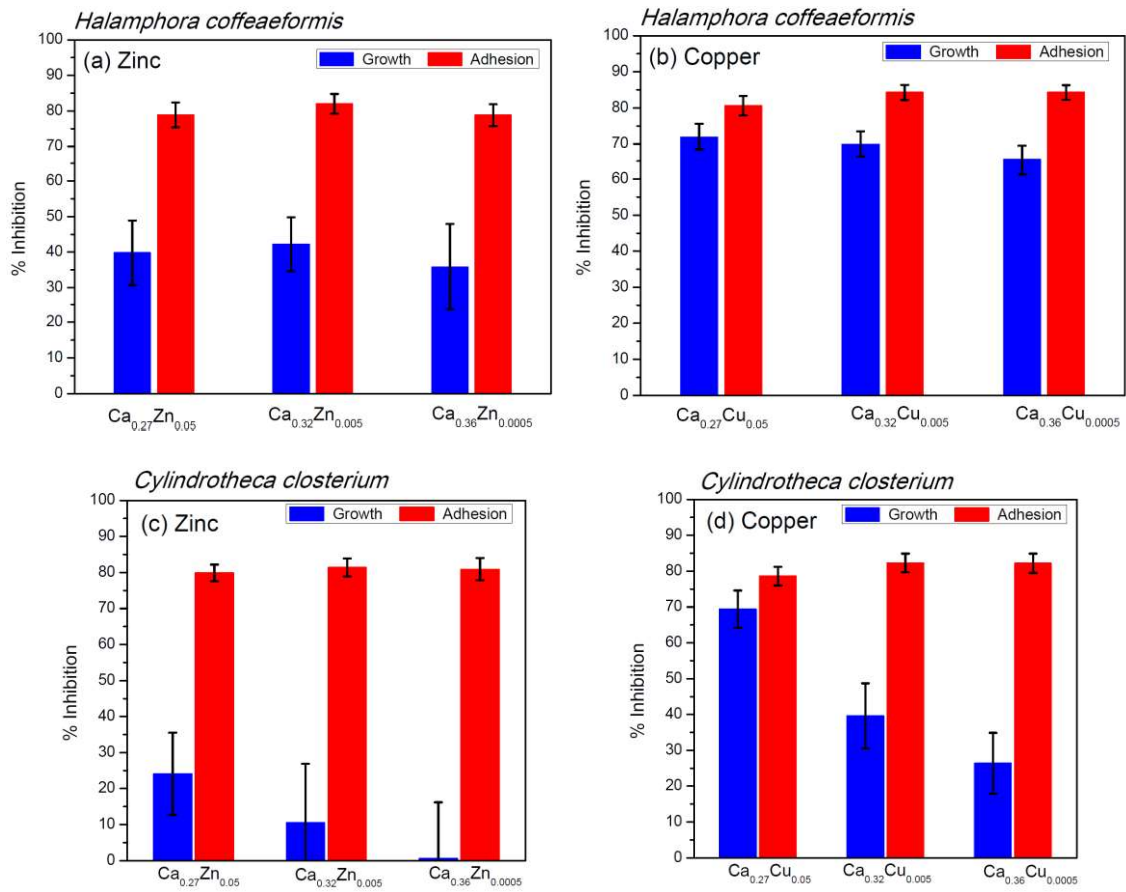 Halamphora coffeaeformis
(a) Zinc
Growth Adhesion
% Inhibition
100
90
80
70
60
50
40
30
20
10
0
Ca0.27Zn0.05 Ca0.32Zn0.005 Ca0.36Zn0.0005
Halamphora coffeaeformis
(b) Copper
Growth Adhesion
% Inhibition
100
90
80
70
60
50
40
30
20
10
0
Ca0.27Cu0.05 Ca0.32Cu0.005 Ca0.36Cu0.0005
Cylindrotheca closterium
(c) Zinc
Growth Adhesion
% Inhibition
100
90
80
70
60
50
40
30
20
10
0
Ca0.27Zn0.05 Ca0.32Zn0.005 Ca0.36Zn0.0005
Cylindrotheca closterium
(d) Copper
Growth Adhesion
% Inhibition
100
90
80
70
60
50
40
30
20
10
0
Ca0.27Cu0.05 Ca0.32Cu0.005 Ca0.36Cu0.0005